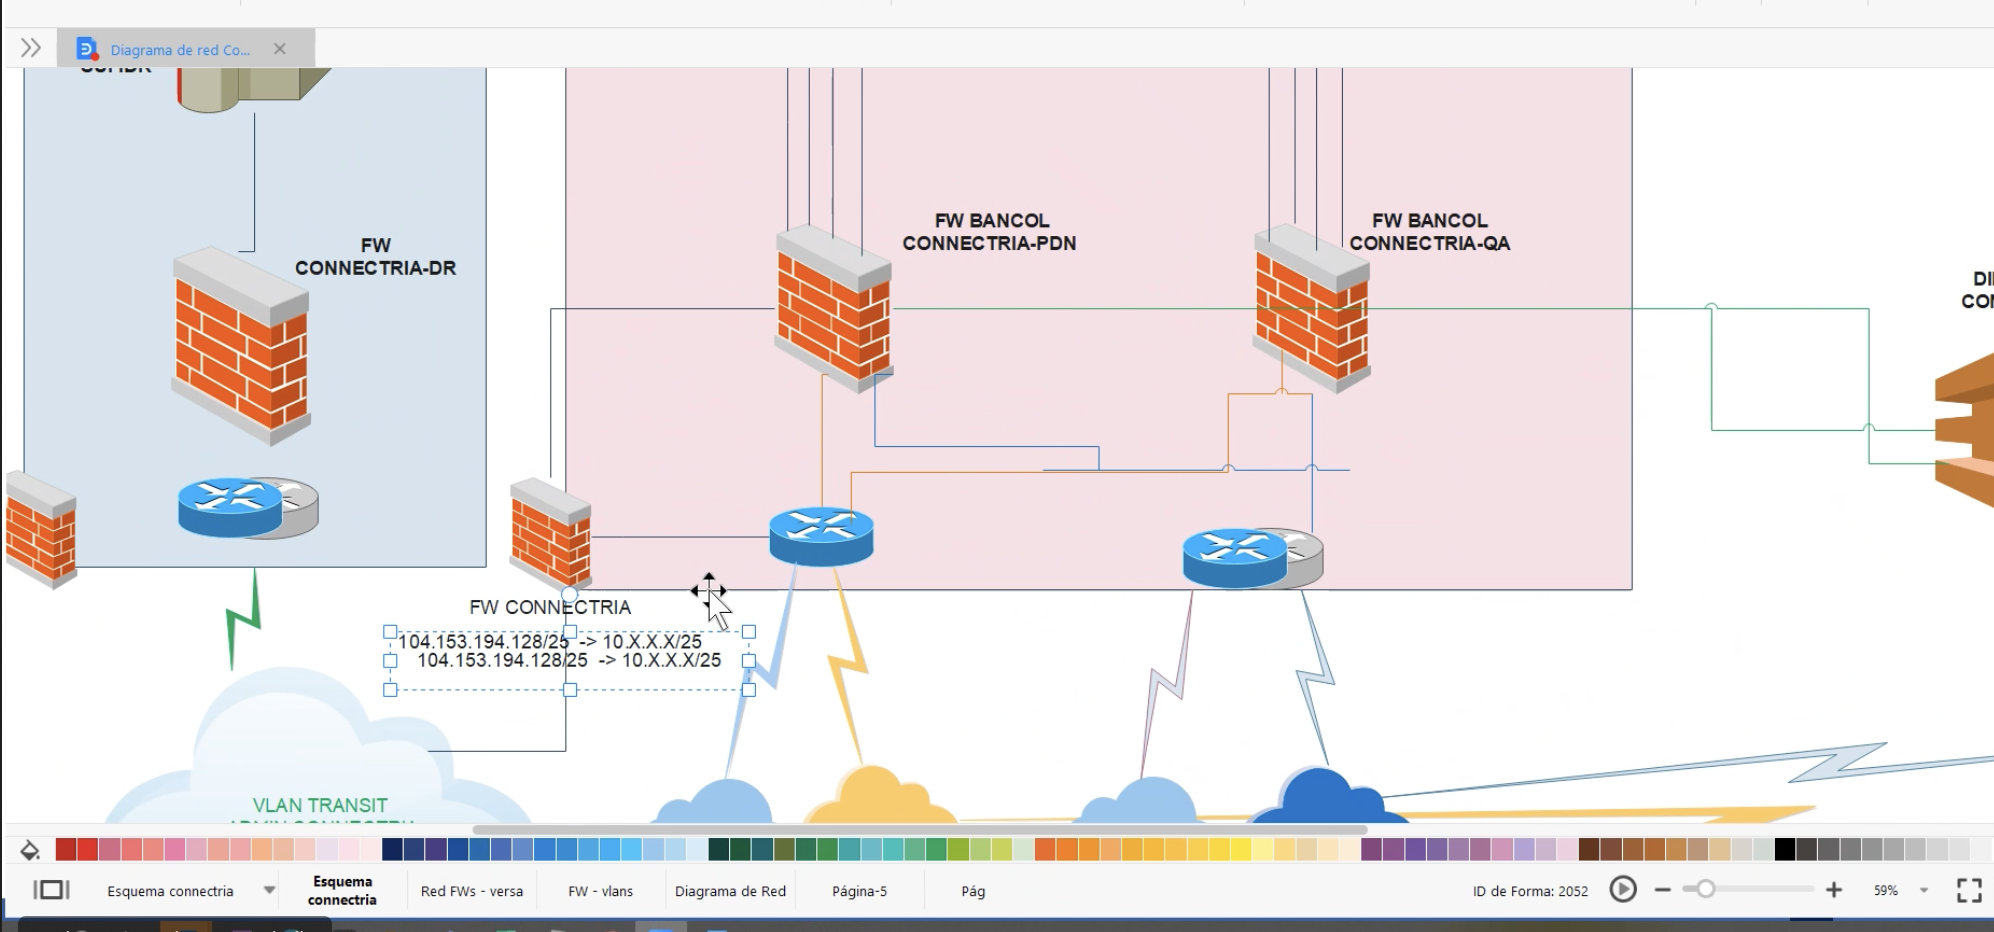 Diagrama de red Co...
FW
CONNECTRIA-DR
FW BANCOL
CONNECTRIA-PDN
FW BANCOL
CONNECTRIA-QA
FW CONNECTRIA
104.153.194.128/25 -> 10.X.X.X/25
104.153.194.128/25 -> 10.X.X.X/25
VLAN TRANSIT
Esquema connectria
Esquema
connectria
Red FWs - versa
FW - vlans
Diagrama de Red
Página-5
Pág
ID de Forma: 2052
59%